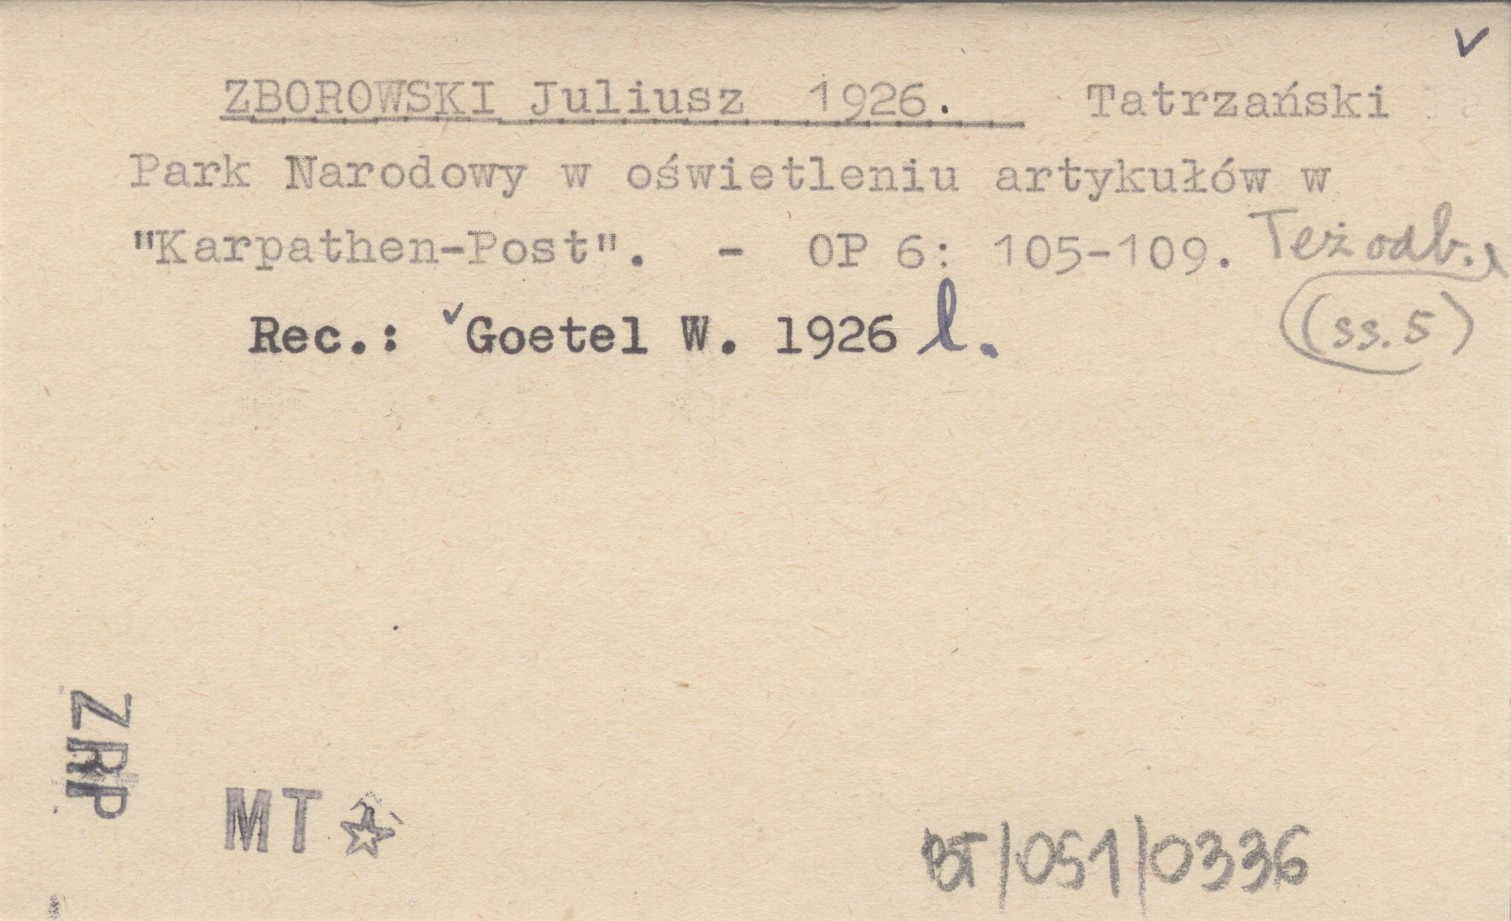 ZBOROWSKI Juliusz 1926. Tatrzański
Park Narodowy w oświetleniu artykułów w
"Karpathen-Post". - OP 6: 105-109. Też odb.,
(ss. 5)
Rec.: Goetel W. 1926 l.
ZRP
MT
BT/051/0336